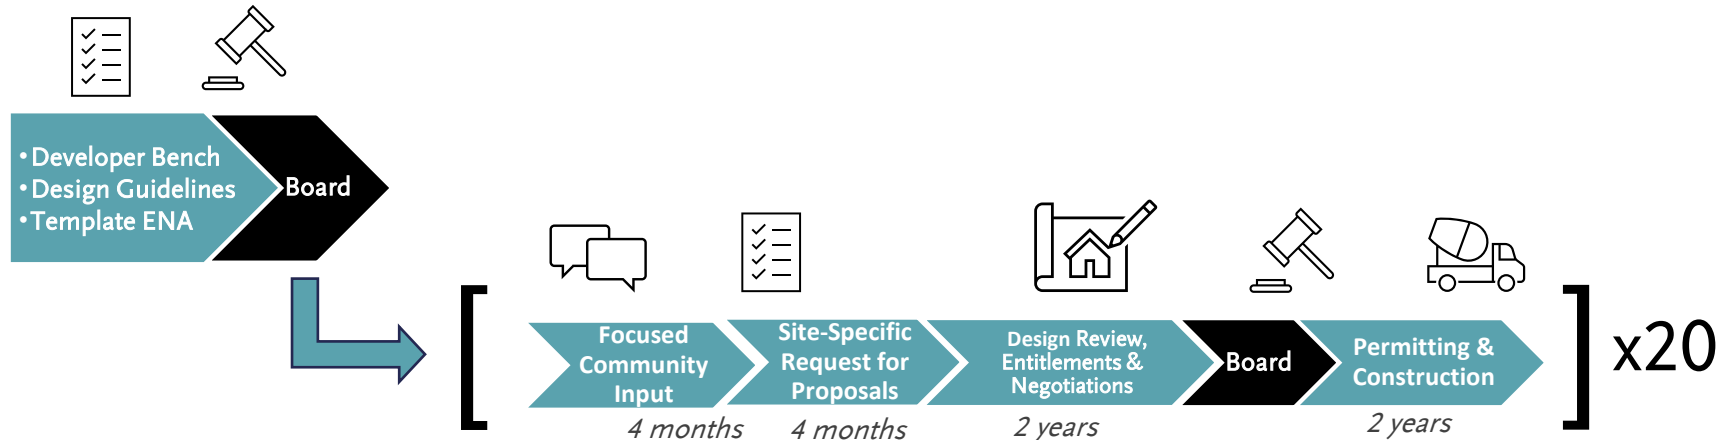 • Developer Bench
• Design Guidelines
• Template ENA
Board
Focused
Community
Input
4 months
Site-Specific
Request for
Proposals
4 months
Design Review,
Entitlements &
Negotiations
2 years
Board
Permitting &
Construction
2 years
[
]
x20